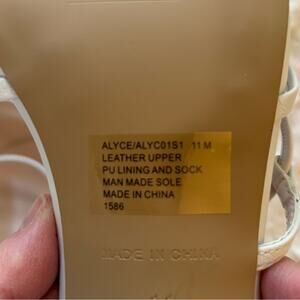 ALYCE/ALYC01S1 11 M
LEATHER UPPER
PU LINING AND SOCK
MAN MADE SOLE
MADE IN CHINA
1586
MADE IN CHINA